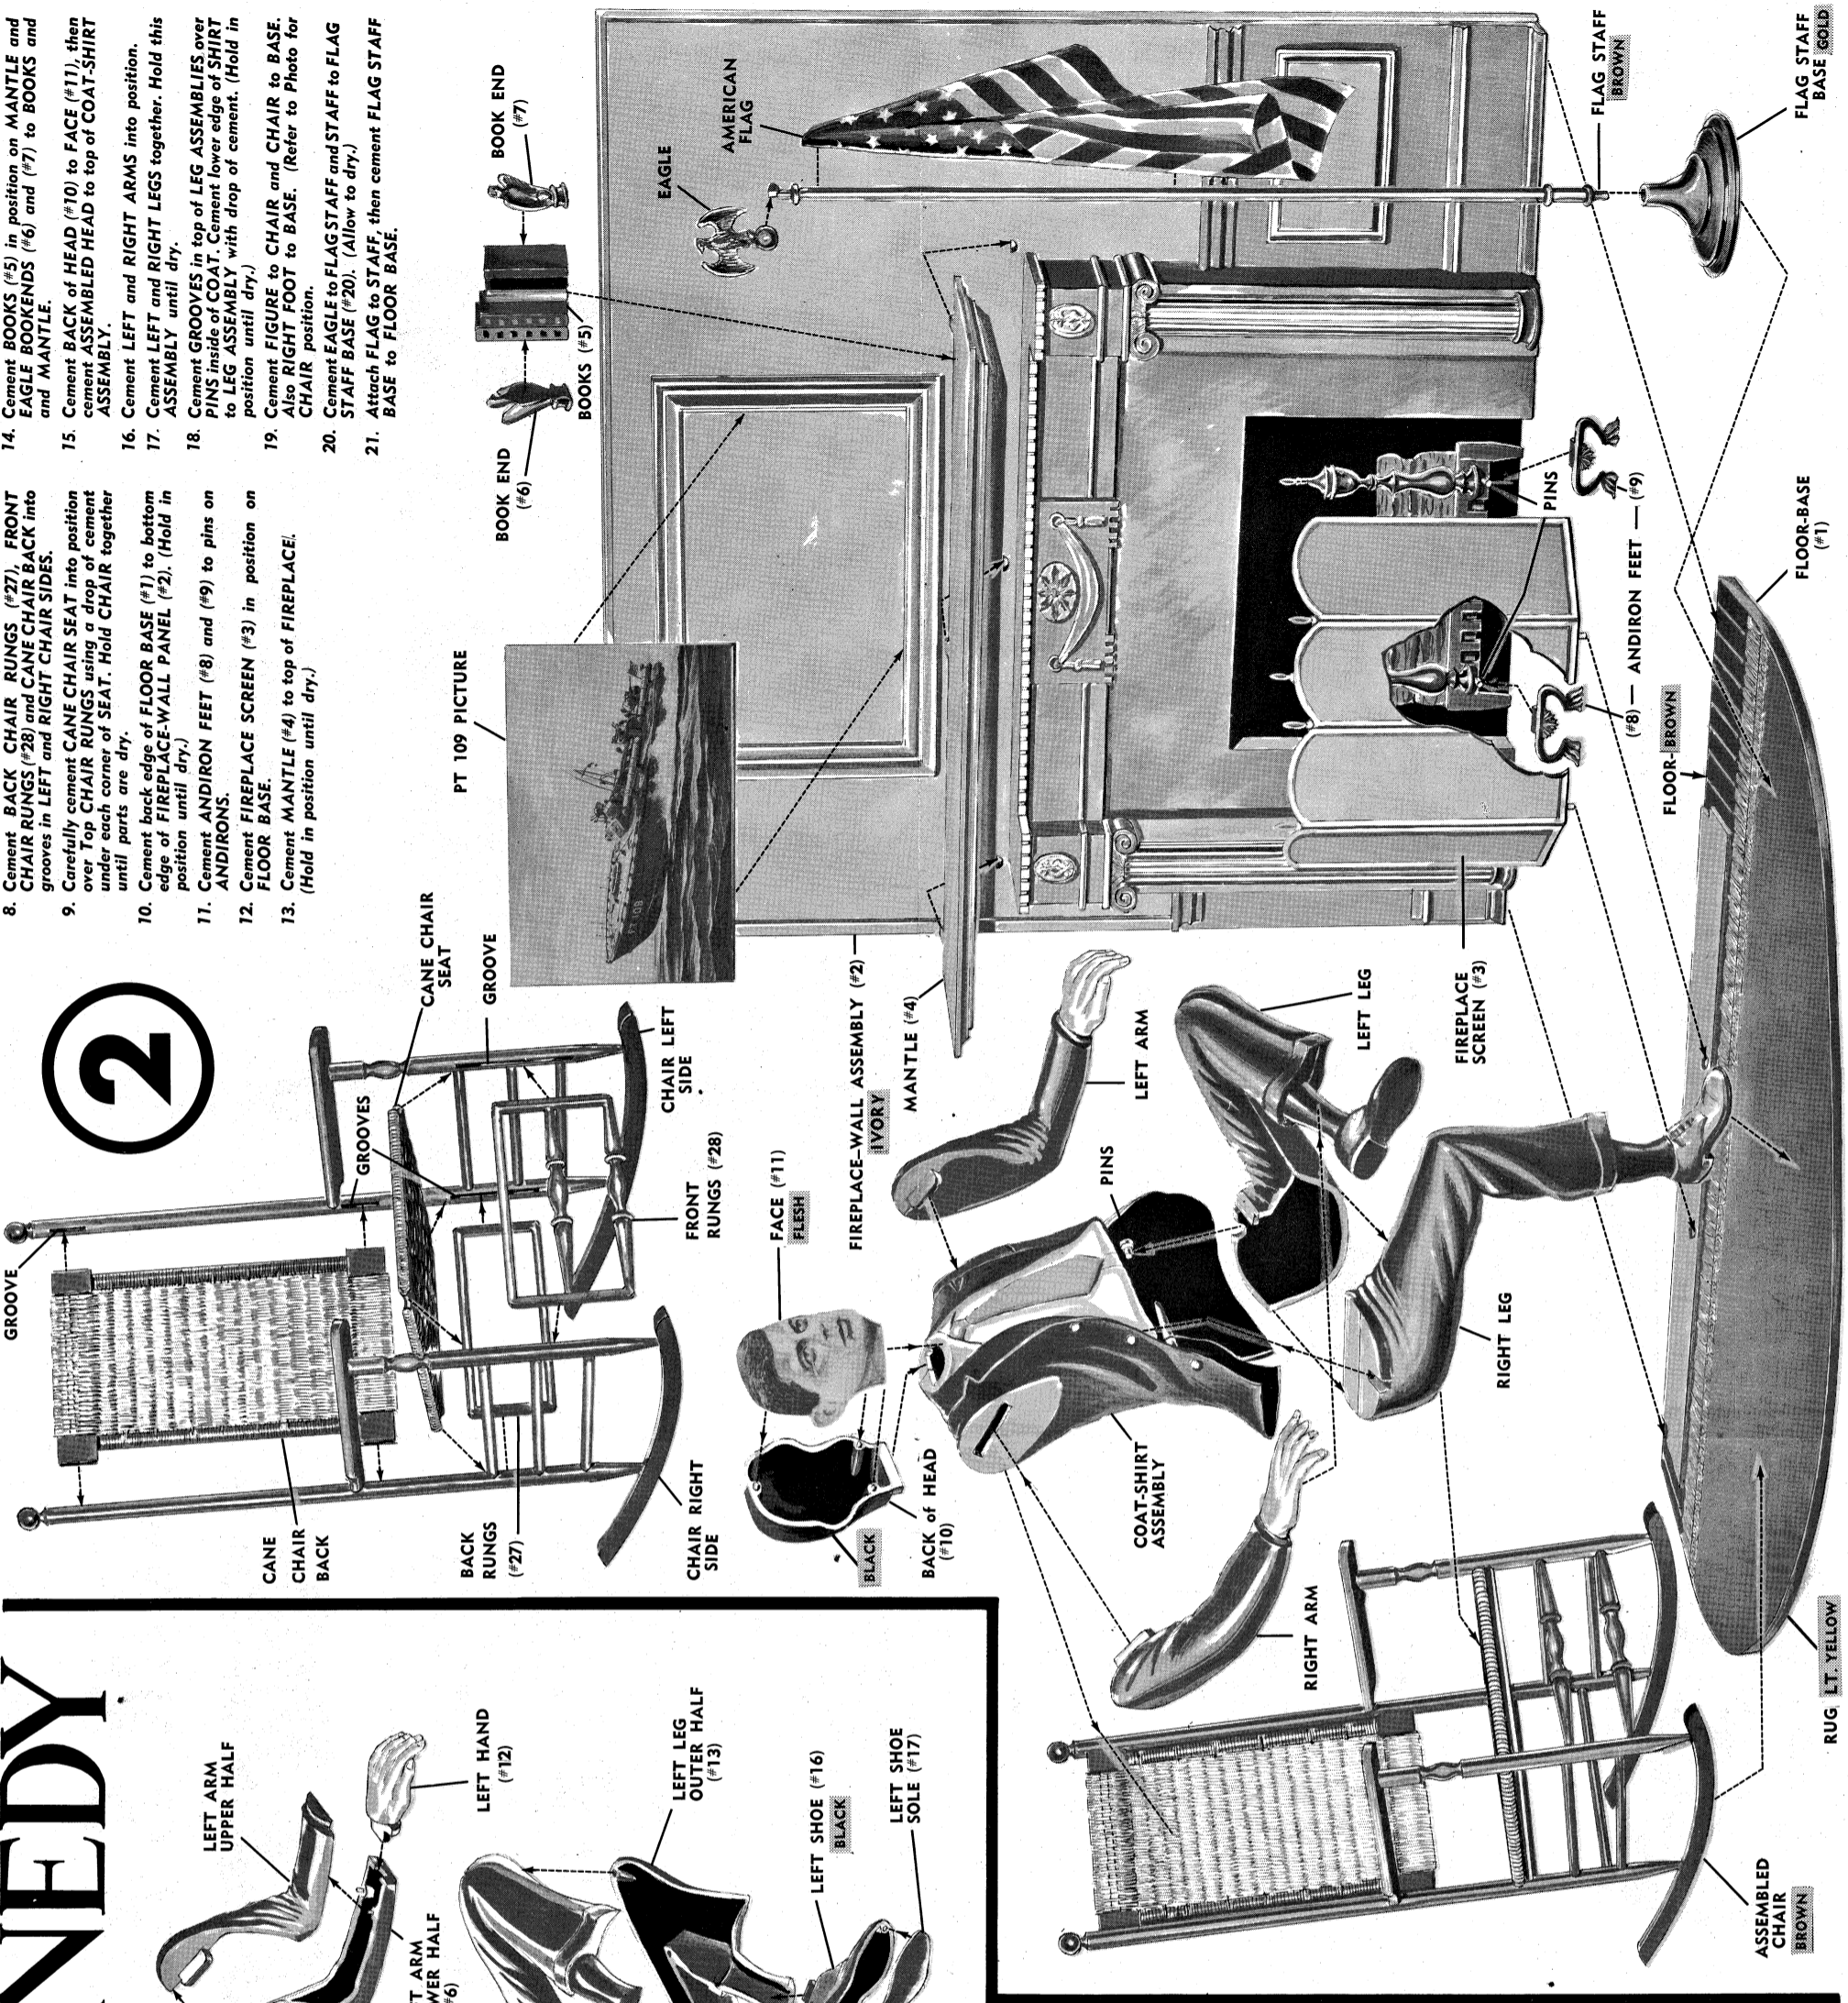 NEDY
2
8. Cement BACK CHAIR RUNGS (#27), FRONT
CHAIR RUNGS (#28) and CANE CHAIR BACK into
grooves in LEFT and RIGHT CHAIR SIDES.
9. Carefully cement CANE CHAIR SEAT into position
over Top CHAIR RUNGS using a drop of cement
under each corner of SEAT. Hold CHAIR together
until parts are dry.
10. Cement back edge of FLOOR BASE (#1) to bottom
edge of FIREPLACE-WALL PANEL (#2). (Hold in
position until dry.)
11. Cement ANDIRON FEET (#8) and (#9) to pins on
ANDIRONS.
12. Cement FIREPLACE SCREEN (#3) in position on
FLOOR BASE.
13. Cement MANTLE (#4) to top of FIREPLACE.
(Hold in position until dry.)
14. Cement BOOKS (#5) in position on MANTLE and
EAGLE BOOKENDS (#6) and (#7) to BOOKS and
and MANTLE.
15. Cement BACK of HEAD (#10) to FACE (#11), then
cement ASSEMBLED HEAD to top of COAT-SHIRT
ASSEMBLY.
16. Cement LEFT and RIGHT ARMS into position.
17. Cement LEFT and RIGHT LEGS together. Hold this
ASSEMBLY until dry.
18. Cement GROOVES in top of LEG ASSEMBLIES over
PINS inside of COAT. Cement lower edge of SHIRT
to LEG ASSEMBLY with drop of cement. (Hold in
position until dry.)
19. Cement FIGURE to CHAIR and CHAIR to BASE.
Also RIGHT FOOT to BASE. (Refer to Photo for
CHAIR position.
20. Cement EAGLE to FLAG STAFF and STAFF to FLAG
STAFF BASE (#20). (Allow to dry.)
21. Attach FLAG to STAFF, then cement FLAG STAFF
BASE to FLOOR BASE.
GROOVE
GROOVES
CANE CHAIR
SEAT
GROOVE
CHAIR LEFT
SIDE
FRONT
RUNGS (#28)
CANE
CHAIR
BACK
BACK
RUNGS
(#27)
CHAIR RIGHT
SIDE
PT 109 PICTURE
BOOK END
(#6)
BOOKS (#5)
BOOK END
(#7)
EAGLE
AMERICAN
FLAG
FLAG STAFF
BROWN
FLAG STAFF
BASE GOLD
FACE (#11)
FLESH
BLACK
BACK of HEAD
(#10)
FIREPLACE-WALL ASSEMBLY (#2)
IVORY
MANTLE (#4)
LEFT ARM
PINS
LEFT LEG
FIREPLACE
SCREEN (#3)
PINS
(#8) — ANDIRON FEET — (#9)
FLOOR-BROWN
FLOOR-BASE
(#1)
COAT-SHIRT
ASSEMBLY
RIGHT LEG
RIGHT ARM
RUG LT. YELLOW
ASSEMBLED
CHAIR
BROWN
LEFT ARM
UPPER HALF
LEFT HAND
(#12)
LEFT LEG
OUTER HALF
(#13)
LEFT SHOE (#16)
BLACK
LEFT SHOE
SOLE (#17)